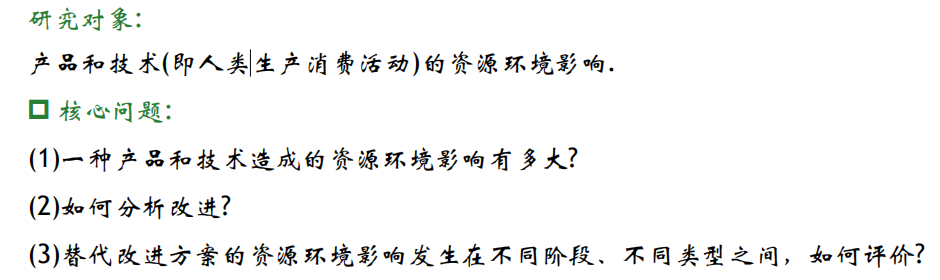 研究对象:
产品和技术(即人类生产消费活动)的资源环境影响.
核心问题:
(1)一种产品和技术造成的资源环境影响有多大?
(2)如何分析改进?
(3)替代改进方案的资源环境影响发生在不同阶段、不同类型之间，如何评价?